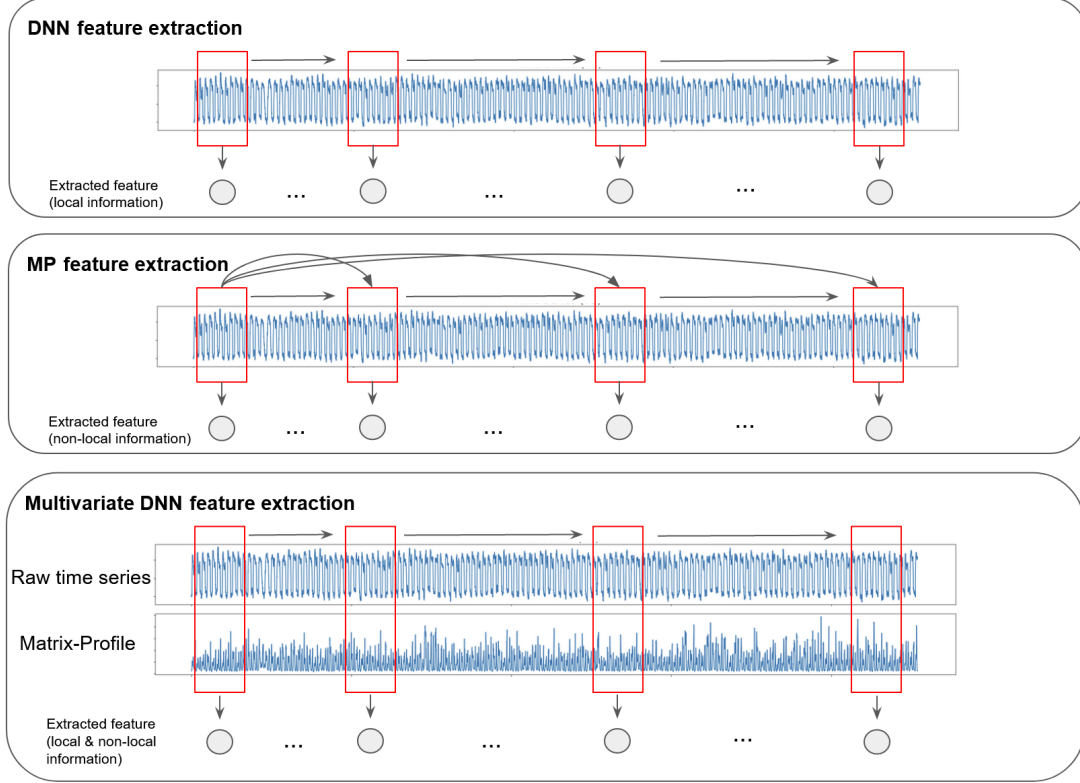 DNN feature extraction
Extracted feature
(local information)
...
...
...
MP feature extraction
Extracted feature
(non-local information)
...
...
...
Multivariate DNN feature extraction
Raw time series
Matrix-Profile
Extracted feature
(local & non-local
information)
...
...
...